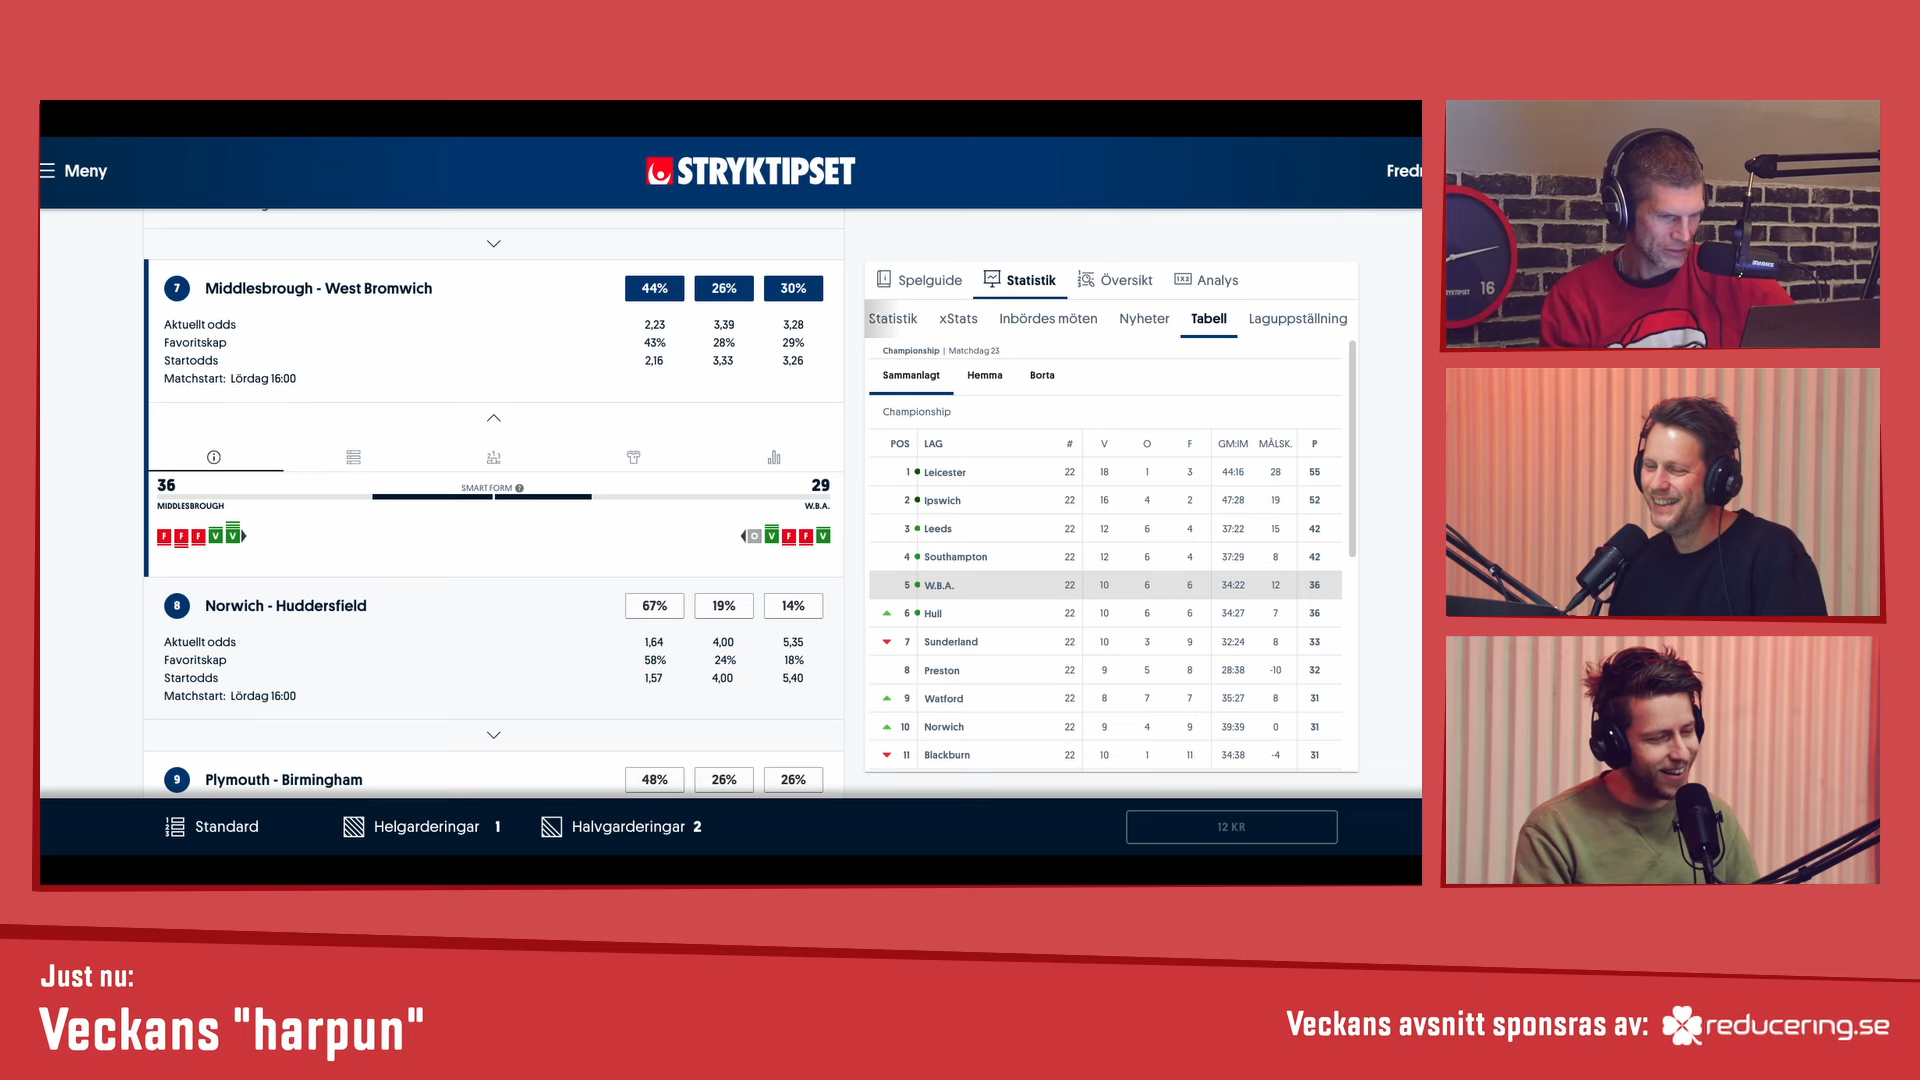 Meny
STRYKTIPSET
Fredr
7 Middlesbrough - West Bromwich 44% 26% 30%
Aktuellt odds 2,23 3,39 3,28
Favoritskap 43% 28% 29%
Startodds 2,16 3,33 3,26
Matchstart: Lördag 16:00
36 SMART FORM ? 29
MIDDLESBROUGH W.B.A.
F F F V V O V F F V
8 Norwich - Huddersfield 67% 19% 14%
Aktuellt odds 1,64 4,00 5,35
Favoritskap 58% 24% 18%
Startodds 1,57 4,00 5,40
Matchstart: Lördag 16:00
9 Plymouth - Birmingham 48% 26% 26%
Spelguide Statistik Översikt Analys
Statistik xStats Inbördes möten Nyheter Tabell Laguppställning
Championship | Matchdag 23
Sammanlagt Hemma Borta
Championship
POS LAG # V O F GM:IM MÅLSK. P
1 Leicester 22 18 1 3 44:16 28 55
2 Ipswich 22 16 4 2 47:28 19 52
3 Leeds 22 12 6 4 37:22 15 42
4 Southampton 22 12 6 4 37:29 8 42
5 W.B.A. 22 10 6 6 34:22 12 36
6 Hull 22 10 6 6 34:27 7 36
7 Sunderland 22 10 3 9 32:24 8 33
8 Preston 22 9 5 8 28:38 -10 32
9 Watford 22 8 7 7 35:27 8 31
10 Norwich 22 9 4 9 39:39 0 31
11 Blackburn 22 10 1 11 34:38 -4 31
Standard Helgarderingar 1 Halvgarderingar 2 12 KR
16
Just nu:
Veckans "harpun"
Veckans avsnitt sponsras av: reducering.se